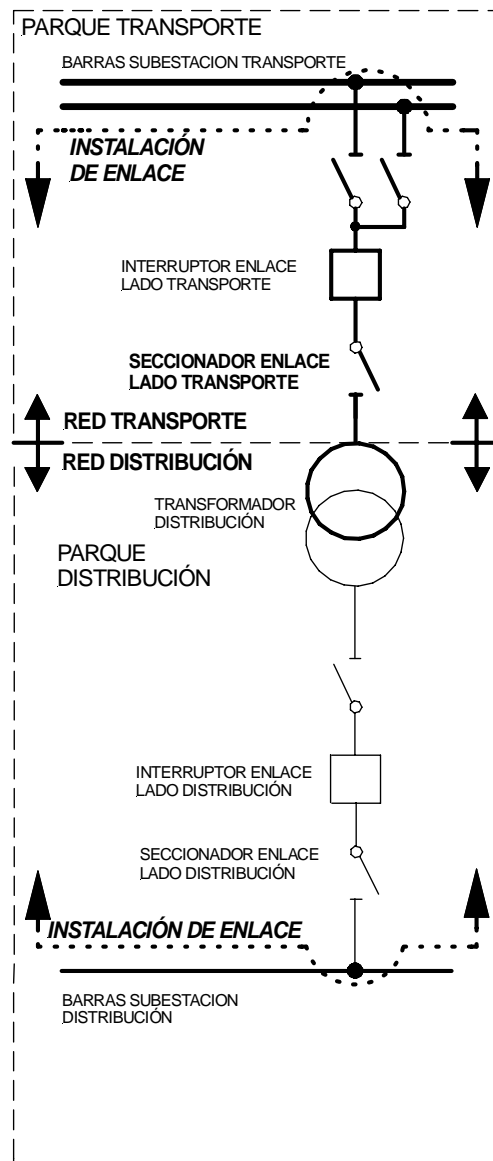 PARQUE TRANSPORTE
BARRAS SUBESTACION TRANSPORTE
INSTALACIÓN
DE ENLACE
INTERRUPTOR ENLACE
LADO TRANSPORTE
SECCIONADOR ENLACE
LADO TRANSPORTE
RED TRANSPORTE
RED DISTRIBUCIÓN
TRANSFORMADOR
DISTRIBUCIÓN
PARQUE
DISTRIBUCIÓN
INTERRUPTOR ENLACE
LADO DISTRIBUCIÓN
SECCIONADOR ENLACE
LADO DISTRIBUCIÓN
INSTALACIÓN DE ENLACE
BARRAS SUBESTACION
DISTRIBUCIÓN